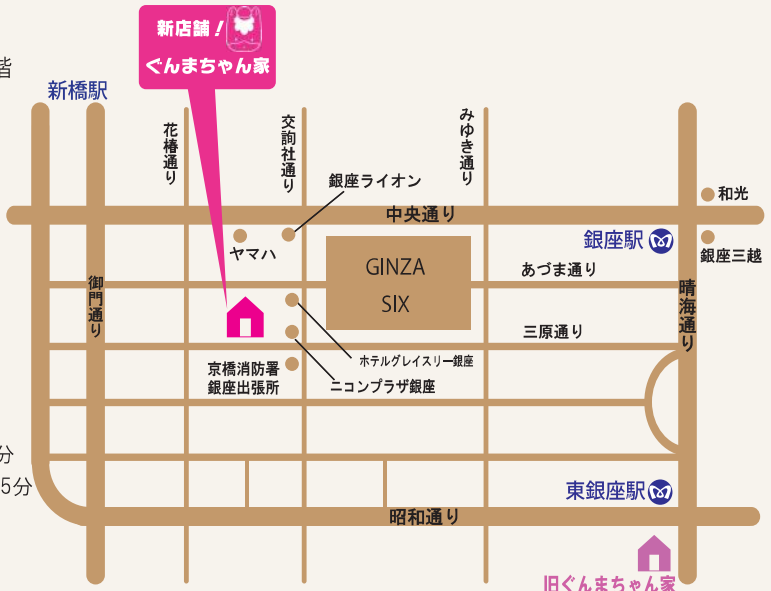 新店舗！
ぐんまちゃん家
階
新橋駅
花椿通り
交詢社通り
みゆき通り
和光
銀座ライオン
中央通り
銀座駅
銀座三越
ヤマハ
GINZA
SIX
あづま通り
御門通り
晴海通り
三原通り
ホテルグレイスリー銀座
京橋消防署
銀座出張所
ニコンプラザ銀座
分
5分
東銀座駅
昭和通り
旧ぐんまちゃん家